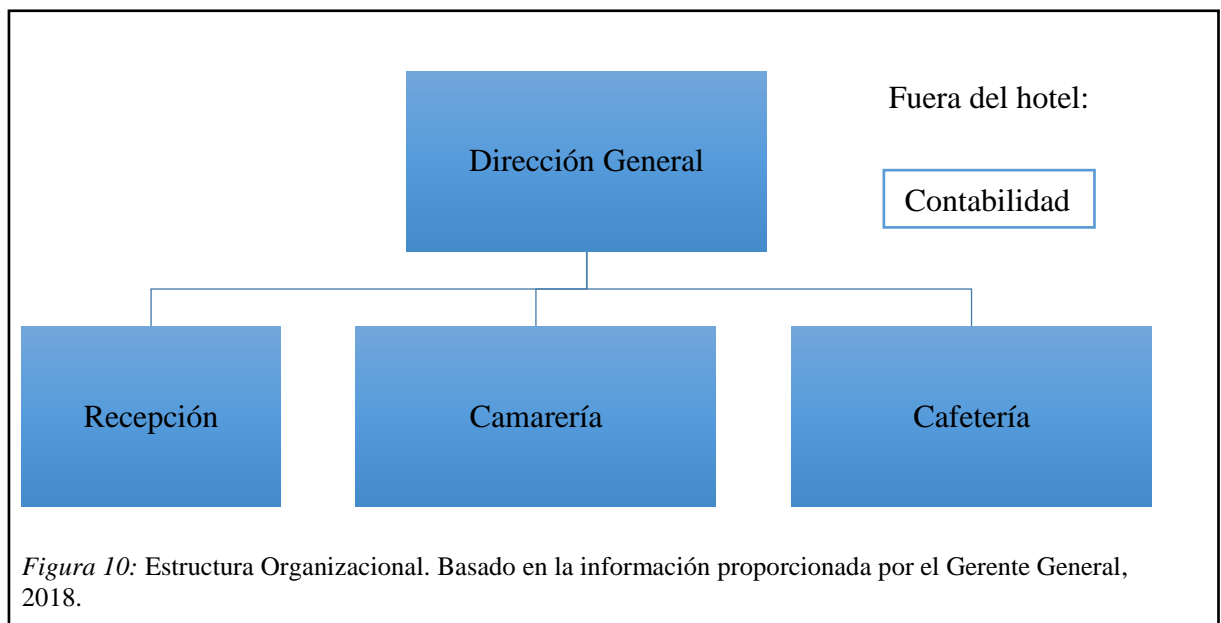 Dirección General
Fuera del hotel:
Contabilidad
Recepción
Camarería
Cafetería
Figura 10: Estructura Organizacional. Basado en la información proporcionada por el Gerente General,
2018.